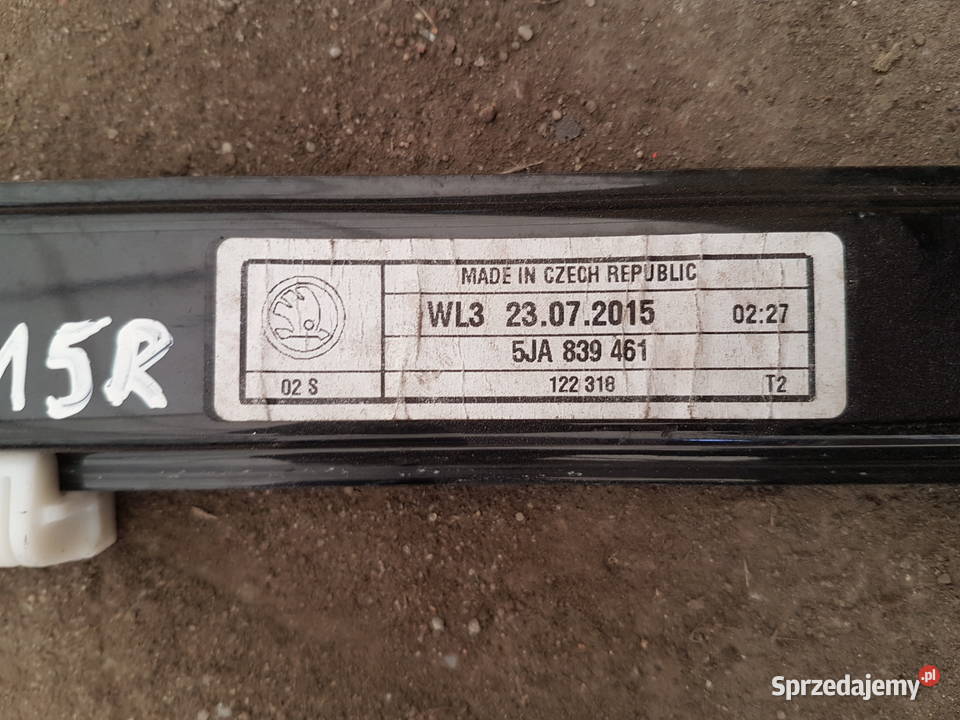 MADE IN CZECH REPUBLIC
WL3 23.07.2015 02:27
5JA 839 461
02 S 122 318 T2
15R
Sprzedajemy.pl